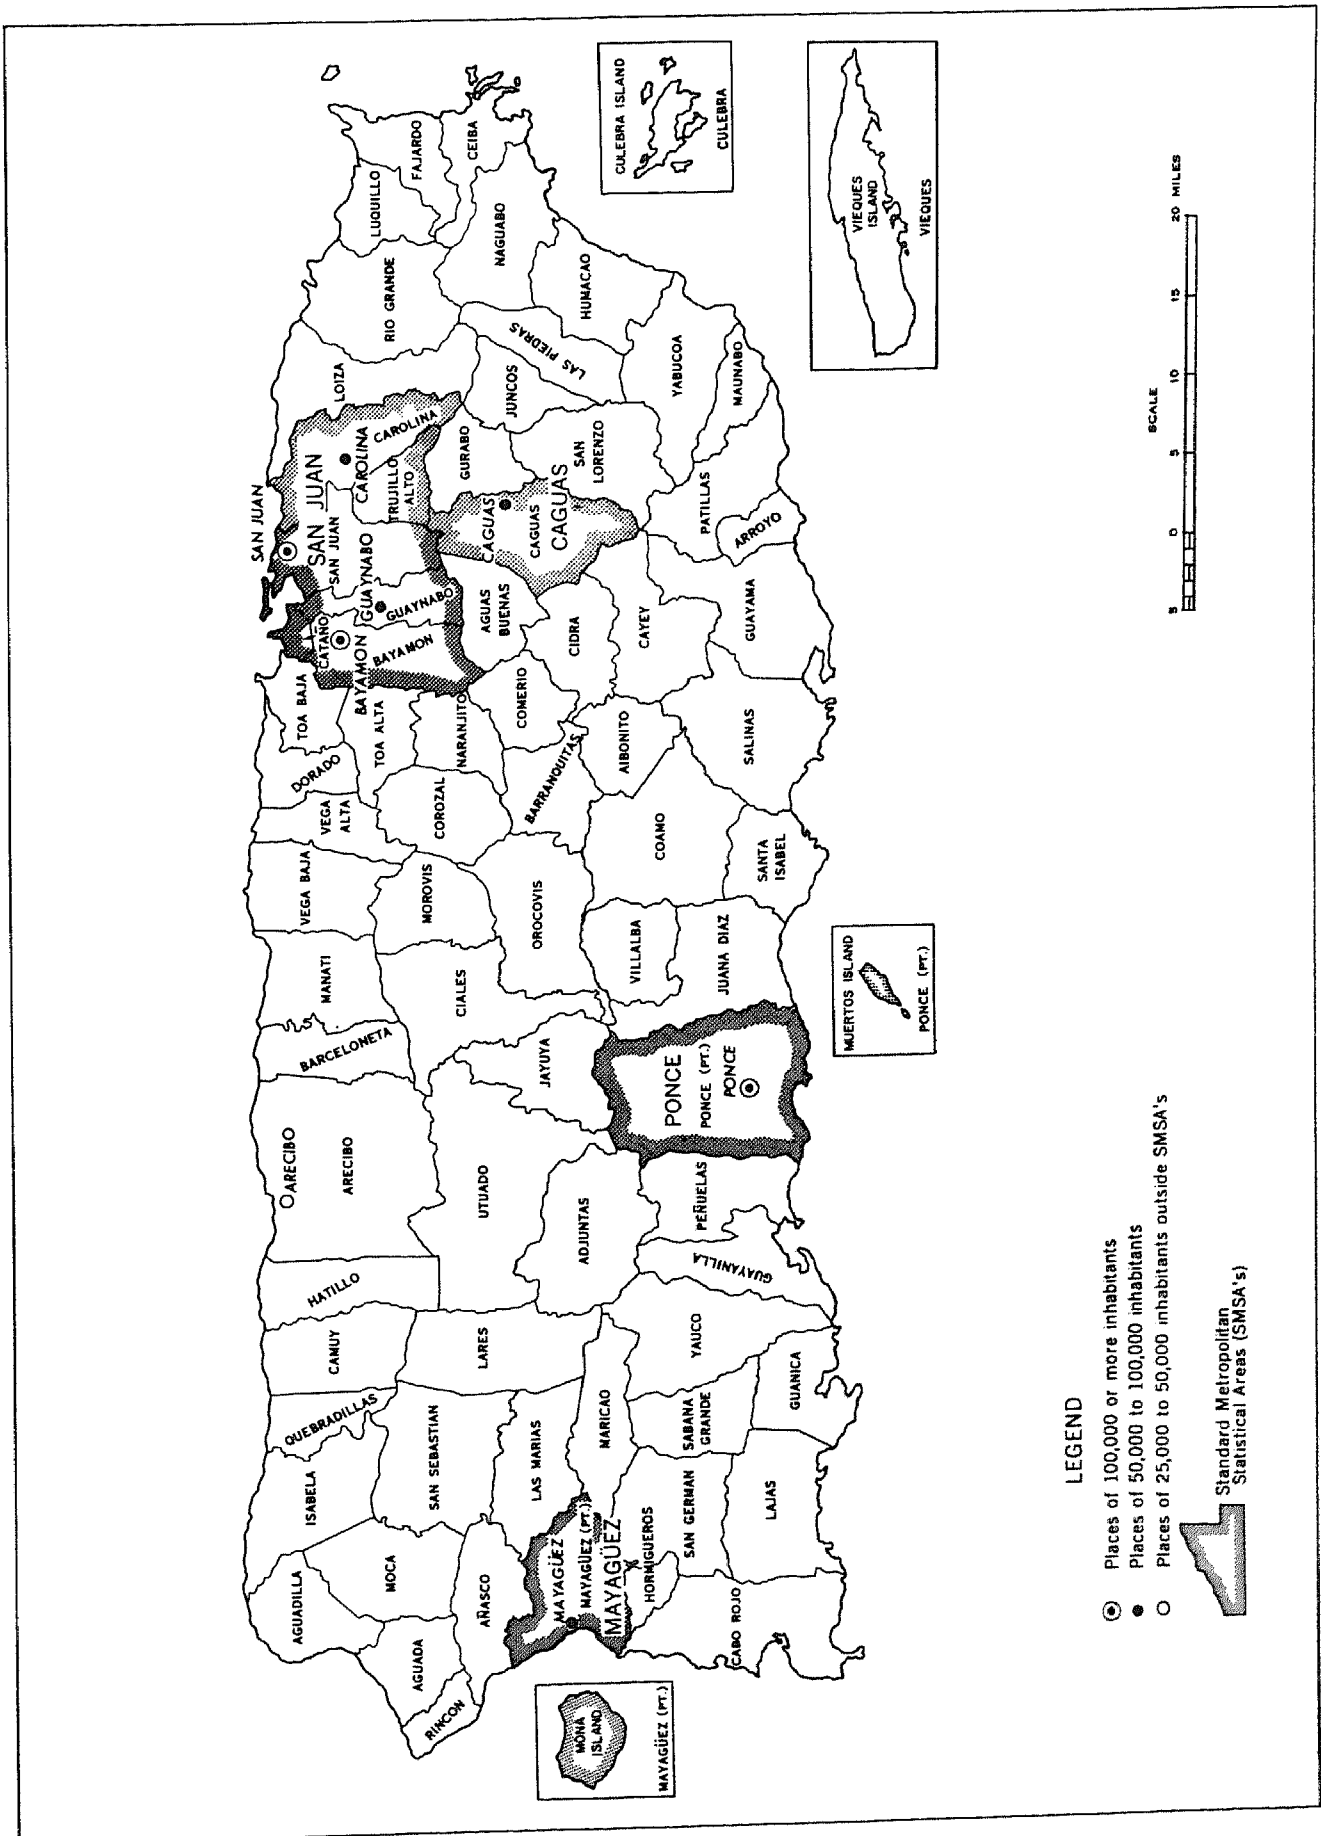 MONA
ISLAND
MAYAGÜEZ (PT.)
AGUADILLA
ISABELA
QUEBRADILLAS
CAMUY
HATILLO
ARECIBO
ARECIBO
BARCELONETA
MANATI
VEGA BAJA
VEGA
ALTA
DORADO
TOA BAJA
TOA ALTA
CATAÑO
BAYAMON
BAYAMON
GUAYNABO
GUAYNABO
SAN JUAN
SAN JUAN
SAN JUAN
CAROLINA
CAROLINA
TRUJILLO
ALTO
LOIZA
RIO GRANDE
LUQUILLO
FAJARDO
CEIBA
RINCON
AGUADA
MOCA
AÑASCO
SAN SEBASTIAN
LAS MARIAS
LARES
UTUADO
ADJUNTAS
JAYUYA
CIALES
MOROVIS
OROCOVIS
COROZAL
NARANJITO
BARRANQUITAS
COMERIO
AGUAS
BUENAS
CIDRA
CAGUAS
CAGUAS
CAGUAS
GURABO
JUNCOS
SAN
LORENZO
LAS PIEDRAS
NAGUABO
HUMACAO
MAYAGÜEZ
MAYAGÜEZ (PT.)
MAYAGÜEZ
HORMIGUEROS
CABO ROJO
SAN GERMAN
LAJAS
MARICAO
SABANA
GRANDE
GUANICA
YAUCO
GUAYANILLA
PEÑUELAS
PONCE
PONCE (PT.)
PONCE
VILLALBA
JUANA DIAZ
COAMO
SANTA
ISABEL
AIBONITO
SALINAS
CAYEY
GUAYAMA
PATILLAS
ARROYO
YABUCOA
MAUNABO
CULEBRA ISLAND
CULEBRA
VIEQUES
ISLAND
VIEQUES
MUERTOS ISLAND
PONCE (PT.)
LEGEND
Places of 100,000 or more inhabitants
Places of 50,000 to 100,000 inhabitants
Places of 25,000 to 50,000 inhabitants outside SMSA's
Standard Metropolitan
Statistical Areas (SMSA's)
SCALE
5 0 5 10 15 20 MILES